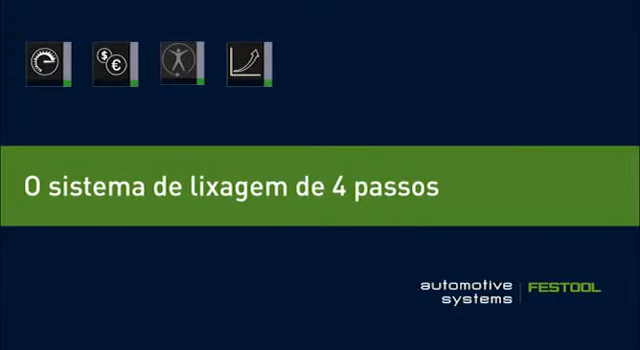 $
€
O sistema de lixagem de 4 passos
automotive systems
FESTOOL